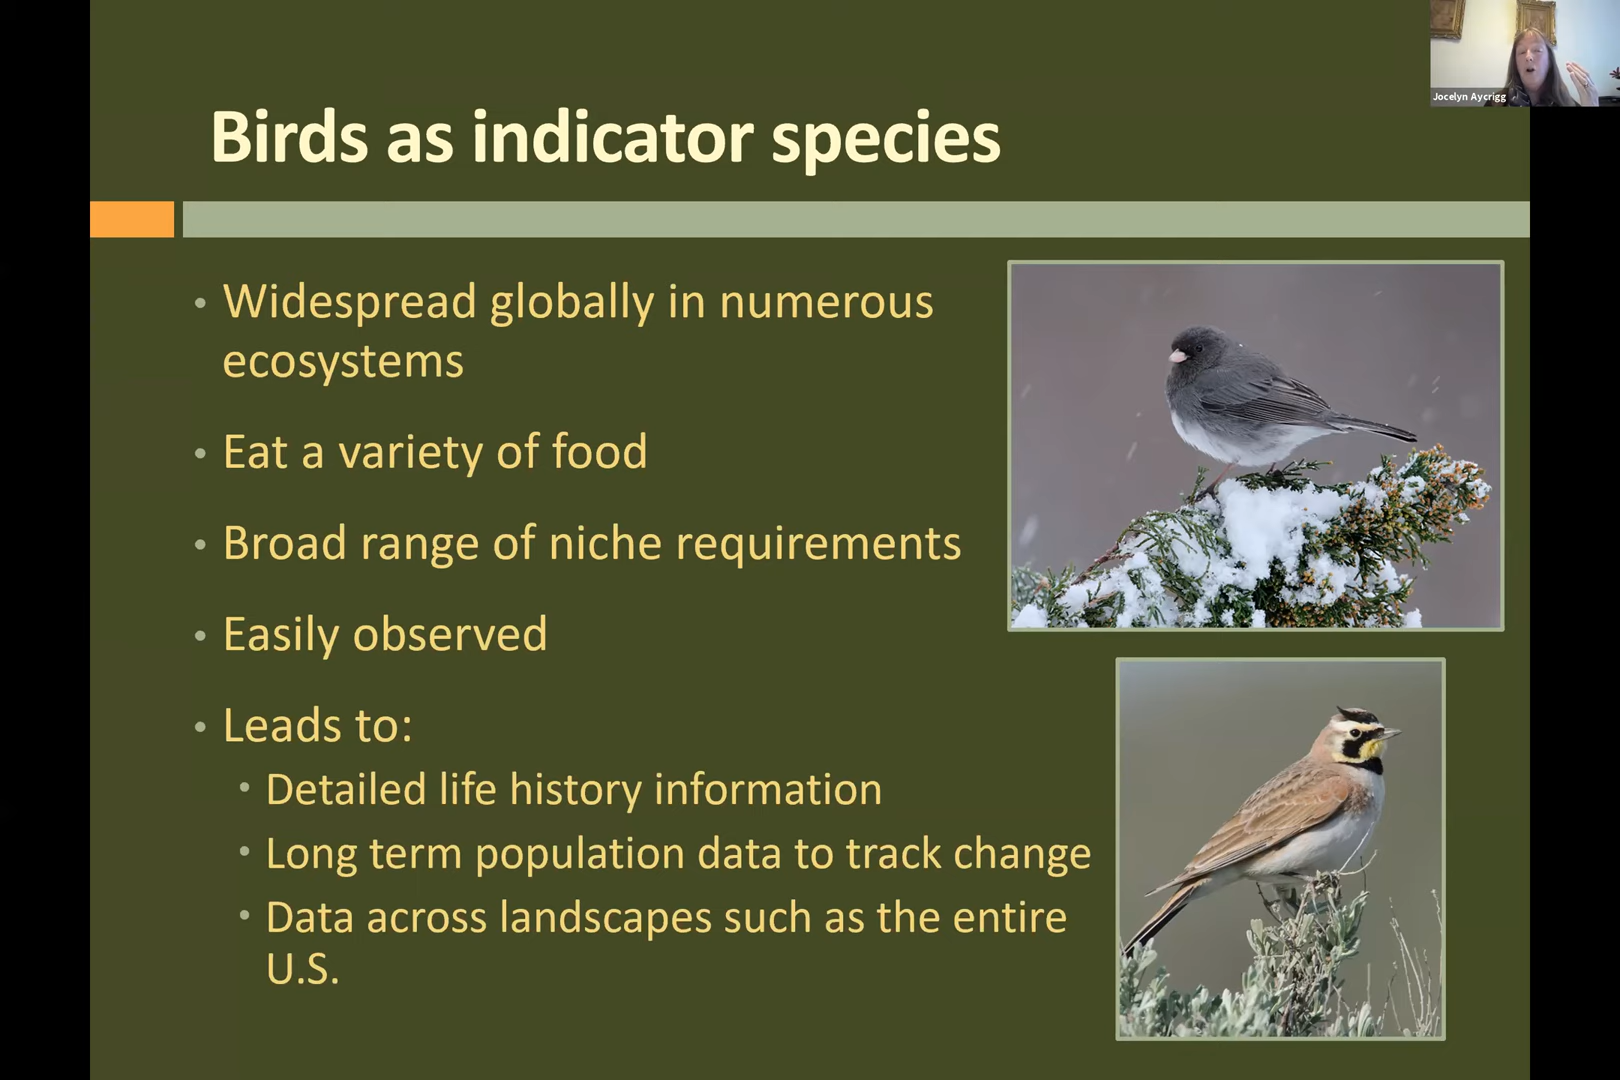 Jocelyn Aycrigg
Birds as indicator species
• Widespread globally in numerous
ecosystems
• Eat a variety of food
• Broad range of niche requirements
• Easily observed
• Leads to:
• Detailed life history information
• Long term population data to track change
• Data across landscapes such as the entire
U.S.